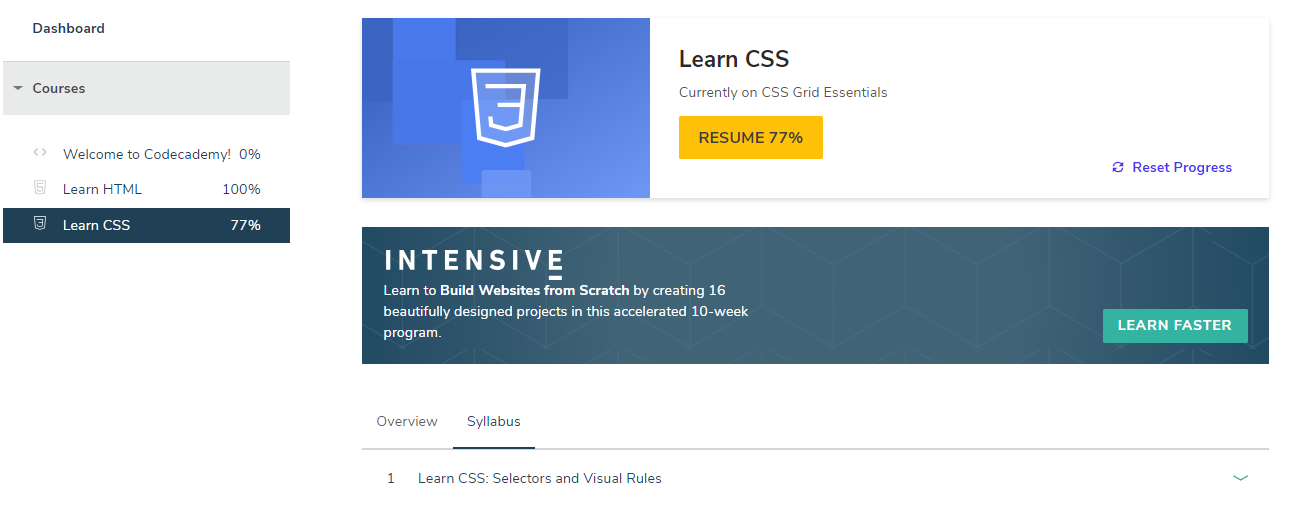 Dashboard
Courses
Welcome to Codecademy! 0%
Learn HTML 100%
Learn CSS 77%
Learn CSS
Currently on CSS Grid Essentials
RESUME 77%
Reset Progress
INTENSIVE
Learn to Build Websites from Scratch by creating 16
beautifully designed projects in this accelerated 10-week
program.
LEARN FASTER
Overview Syllabus
1 Learn CSS: Selectors and Visual Rules